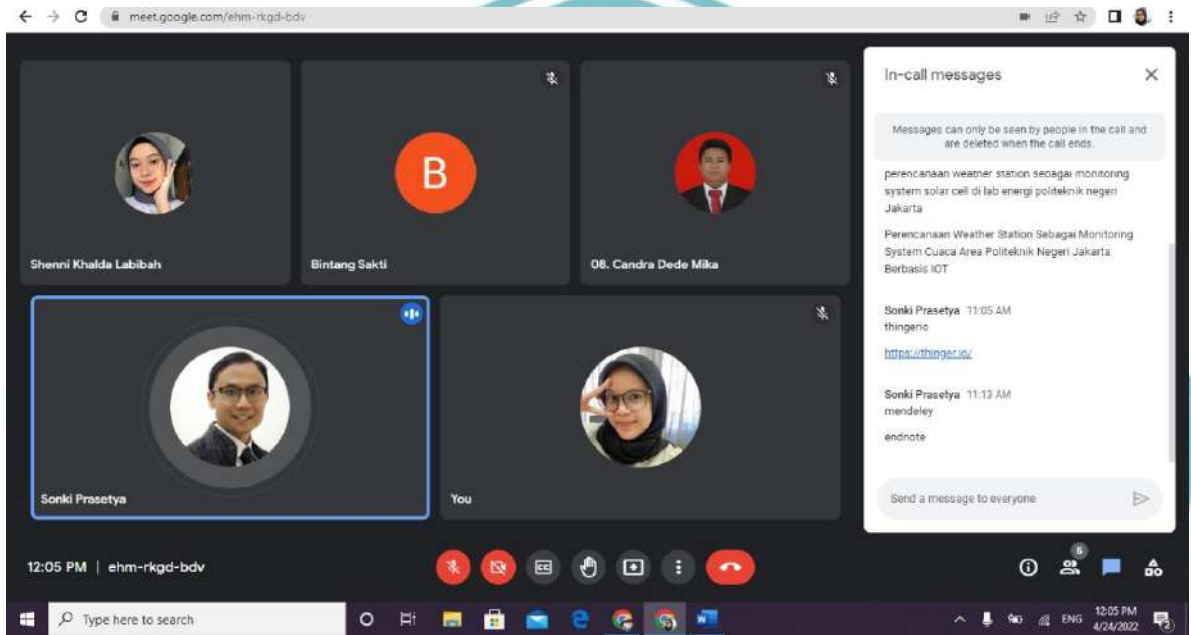 meet.google.com/ehm-rkgd-bdv
Shenni Khalda Labibah
B
Bintang Sakti
08. Candra Dede Mika
Sonki Prasetya
You
In-call messages
Messages can only be seen by people in the call and
are deleted when the call ends.
perencanaan weather station sebagai monitoring
system solar cell di lab energi politeknik negeri
Jakarta
Perencanaan Weather Station Sebagai Monitoring
System Cuaca Area Politeknik Negeri Jakarta
Berbasis IOT
Sonki Prasetya 11:05 AM
thingerio
https://thinger.io/
Sonki Prasetya 11:13 AM
mendeley
endnote
Send a message to everyone
12:05 PM | ehm-rkgd-bdv
CC
5
Type here to search
ENG
12:05 PM
4/24/2022
2